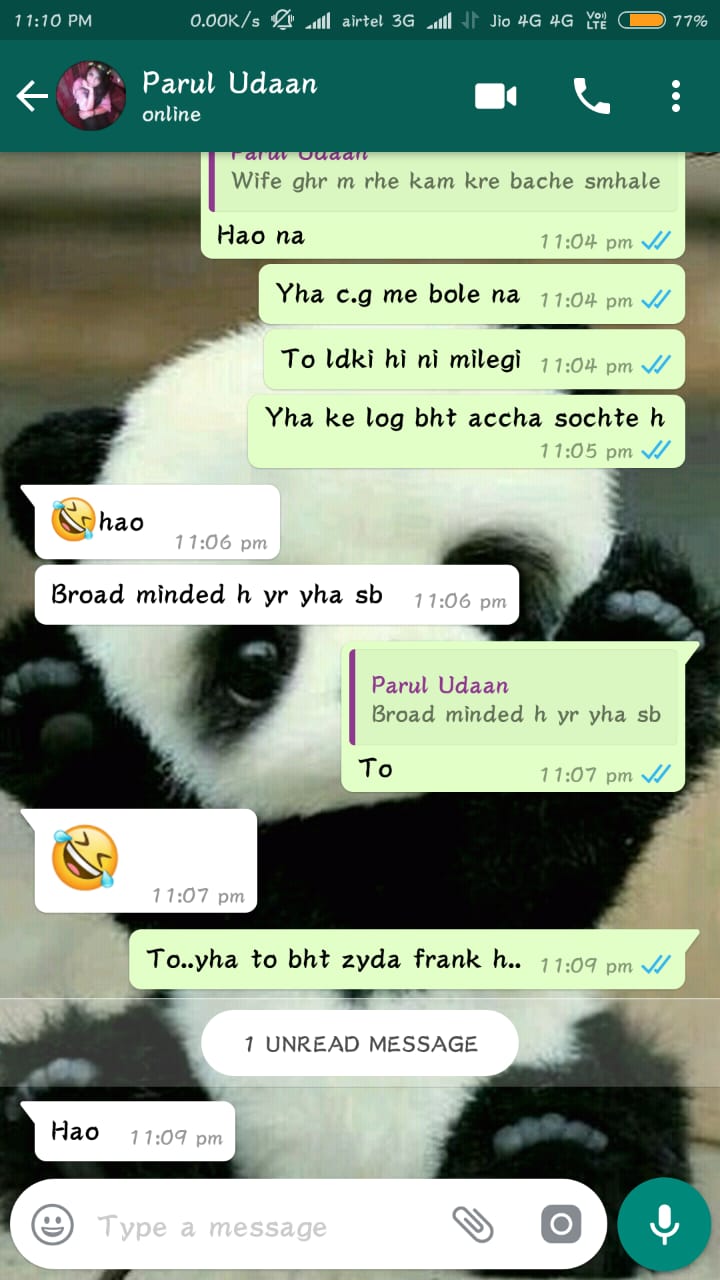 11:10 PM 0.00K/s airtel 3G Jio 4G 4G Vo)) LTE 77%
Parul Udaan
online
Parul Udaan
Wife ghr m rhe kam kre bache smhale
Hao na 11:04 pm
Yha c.g me bole na 11:04 pm
To ldki hi ni milegi 11:04 pm
Yha ke log bht accha sochte h
11:05 pm
🤣hao 11:06 pm
Broad minded h yr yha sb 11:06 pm
Parul Udaan
Broad minded h yr yha sb
To 11:07 pm
🤣
11:07 pm
To..yha to bht zyda frank h.. 11:09 pm
1 UNREAD MESSAGE
Hao 11:09 pm
Type a message